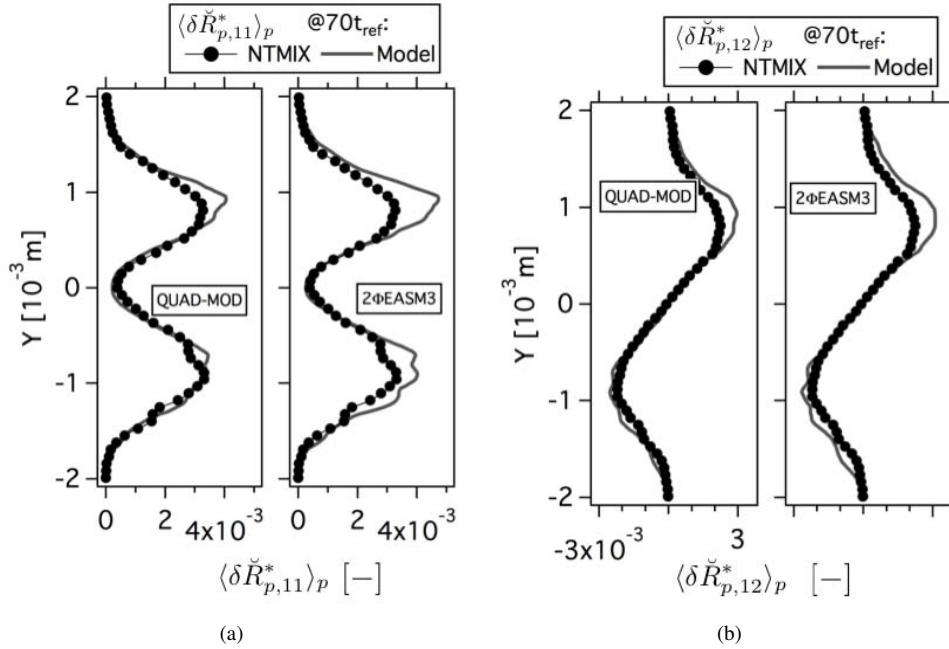 ⟨δR̆*p,11⟩p @70tref:
NTMIX Model
⟨δR̆*p,12⟩p @70tref:
NTMIX Model
2
1
0
-1
-2
Y [10-3m]
QUAD-MOD
2ΦEASM3
0 2 4x10-3
0 2 4x10-3
⟨δR̆*p,11⟩p [−]
(a)
2
1
0
-1
-2
Y [10-3m]
QUAD-MOD
2ΦEASM3
-3x10-3
3
⟨δR̆*p,12⟩p [−]
(b)